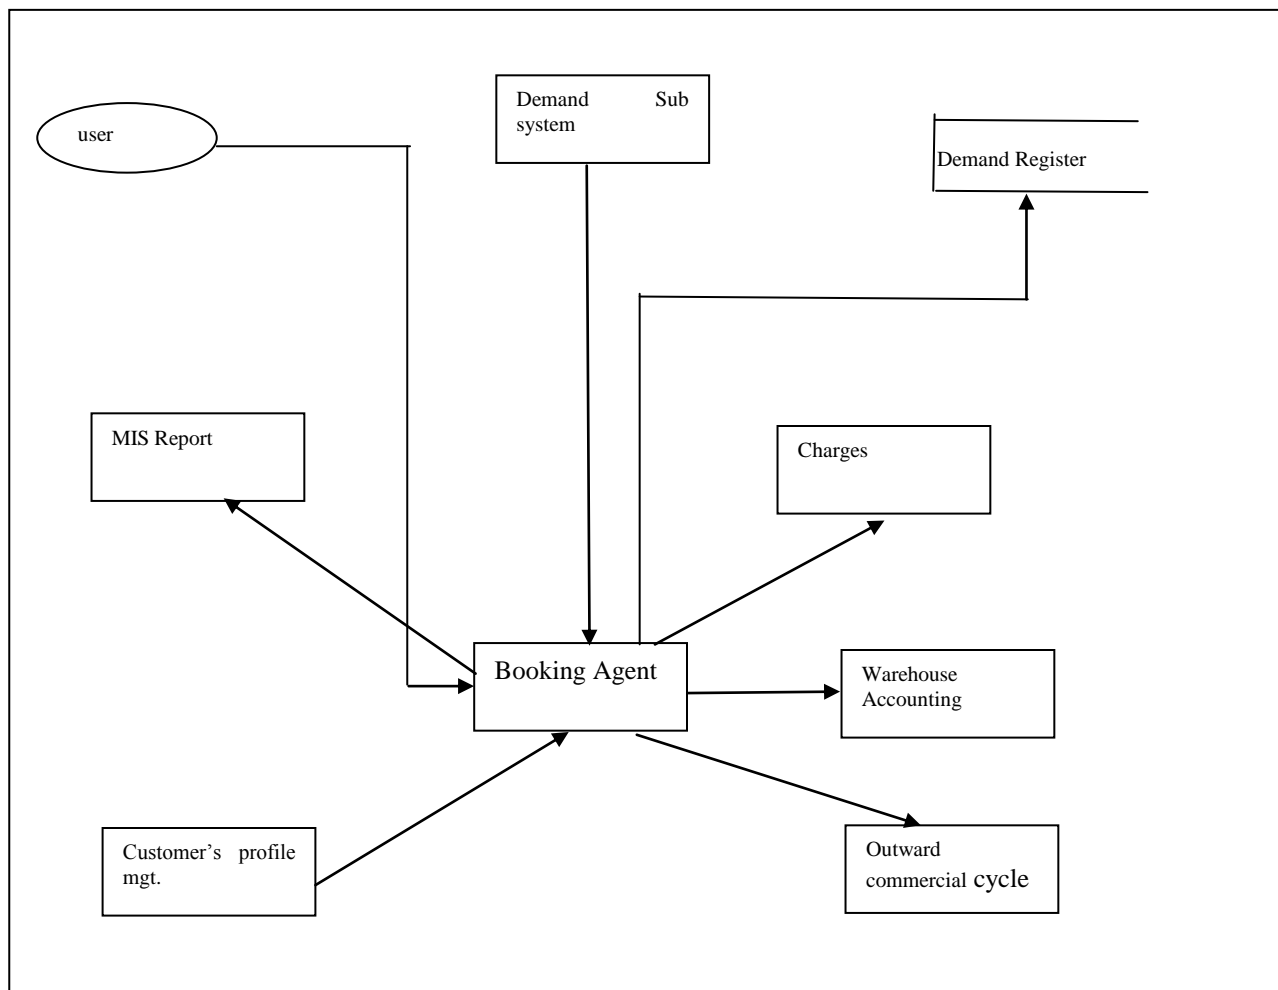 user
Demand Sub
system
Demand Register
MIS Report
Charges
Booking Agent
Warehouse
Accounting
Customer’s profile
mgt.
Outward
commercial cycle